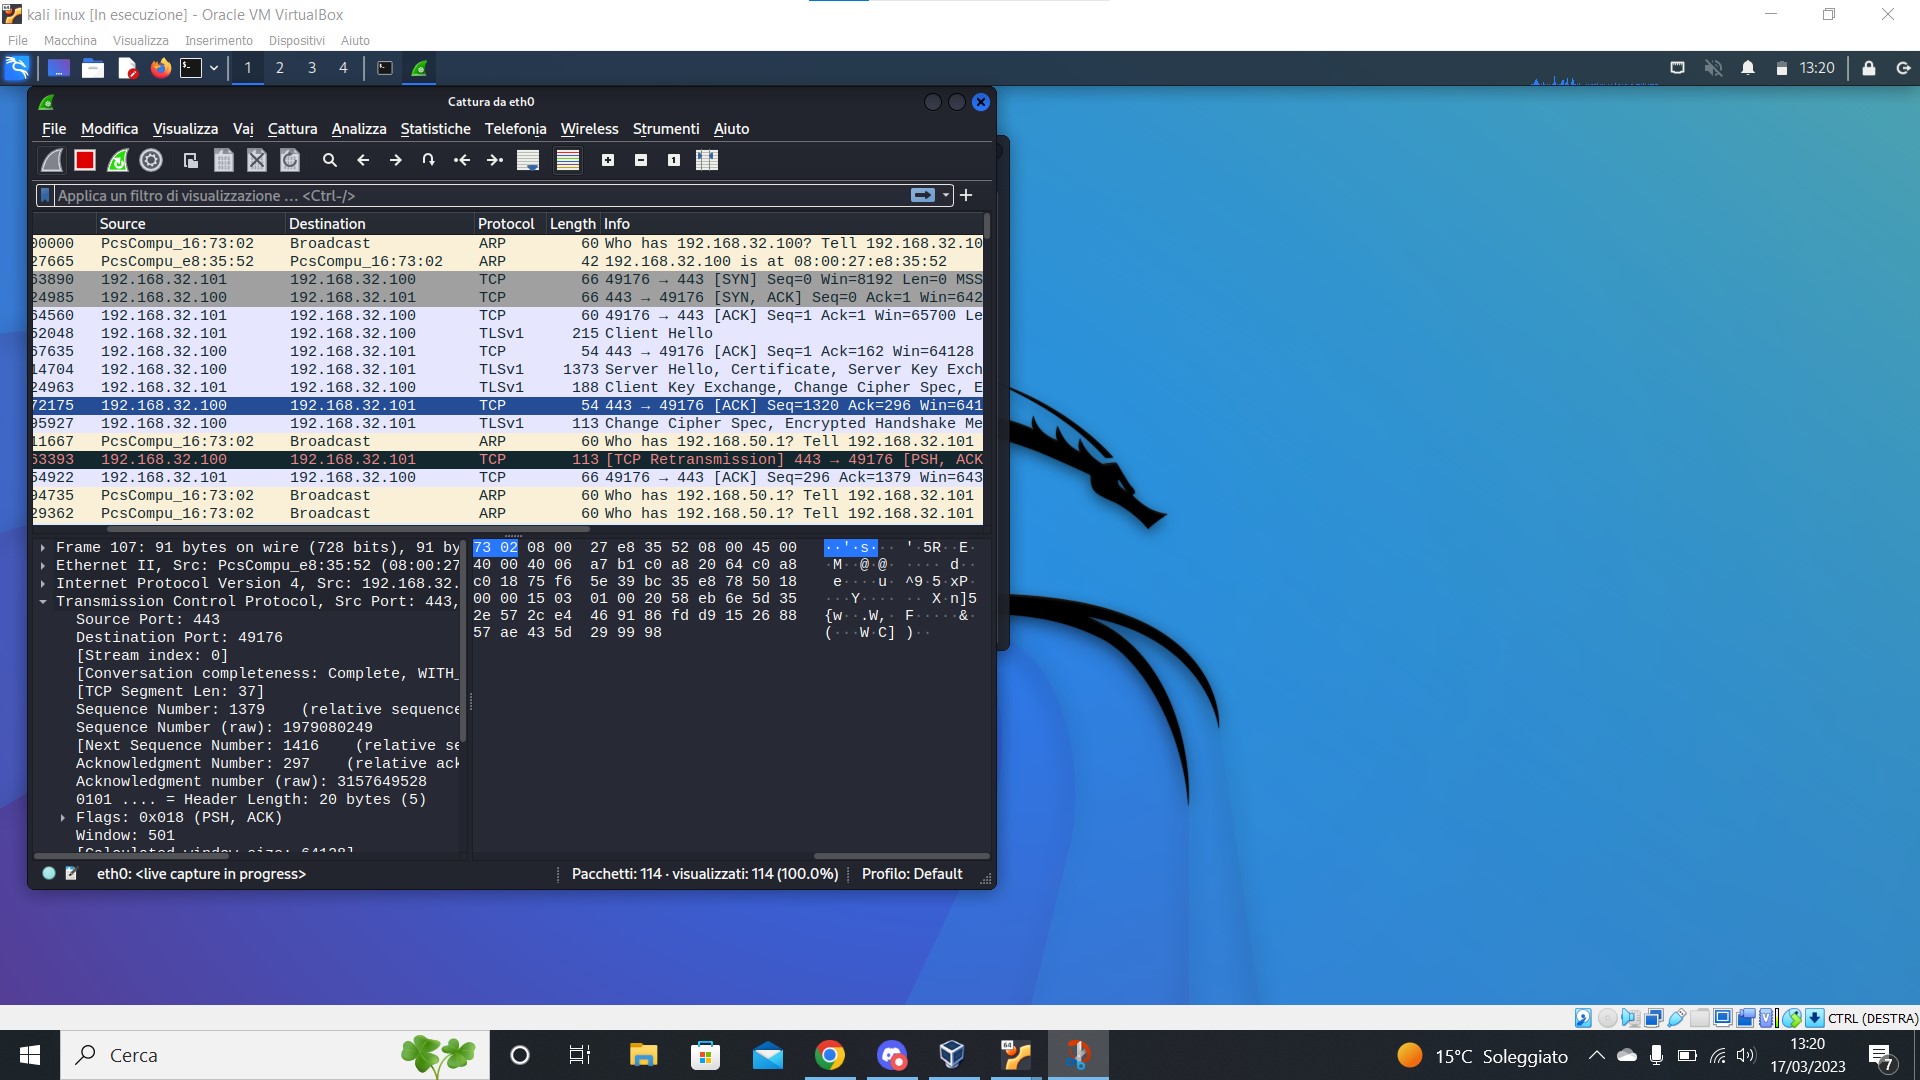 kali linux [In esecuzione] - Oracle VM VirtualBox
File Macchina Visualizza Inserimento Dispositivi Aiuto
1 2 3 4 13:20
Cattura da eth0
File Modifica Visualizza Vai Cattura Analizza Statistiche Telefonia Wireless Strumenti Aiuto
Applica un filtro di visualizzazione … <Ctrl-/>
Source Destination Protocol Length Info
00000 PcsCompu_16:73:02 Broadcast ARP 60 Who has 192.168.32.100? Tell 192.168.32.10
27665 PcsCompu_e8:35:52 PcsCompu_16:73:02 ARP 42 192.168.32.100 is at 08:00:27:e8:35:52
63890 192.168.32.101 192.168.32.100 TCP 66 49176 → 443 [SYN] Seq=0 Win=8192 Len=0 MSS
24985 192.168.32.100 192.168.32.101 TCP 66 443 → 49176 [SYN, ACK] Seq=0 Ack=1 Win=642
64560 192.168.32.101 192.168.32.100 TCP 60 49176 → 443 [ACK] Seq=1 Ack=1 Win=65700 Le
52048 192.168.32.101 192.168.32.100 TLSv1 215 Client Hello
67635 192.168.32.100 192.168.32.101 TCP 54 443 → 49176 [ACK] Seq=1 Ack=162 Win=64128
14704 192.168.32.100 192.168.32.101 TLSv1 1373 Server Hello, Certificate, Server Key Exch
24963 192.168.32.101 192.168.32.100 TLSv1 188 Client Key Exchange, Change Cipher Spec, E
72175 192.168.32.100 192.168.32.101 TCP 54 443 → 49176 [ACK] Seq=1320 Ack=296 Win=641
95927 192.168.32.100 192.168.32.101 TLSv1 113 Change Cipher Spec, Encrypted Handshake Me
11667 PcsCompu_16:73:02 Broadcast ARP 60 Who has 192.168.50.1? Tell 192.168.32.101
63393 192.168.32.100 192.168.32.101 TCP 113 [TCP Retransmission] 443 → 49176 [PSH, ACK
54922 192.168.32.101 192.168.32.100 TCP 66 49176 → 443 [ACK] Seq=296 Ack=1379 Win=643
94735 PcsCompu_16:73:02 Broadcast ARP 60 Who has 192.168.50.1? Tell 192.168.32.101
29362 PcsCompu_16:73:02 Broadcast ARP 60 Who has 192.168.50.1? Tell 192.168.32.101
Frame 107: 91 bytes on wire (728 bits), 91 by
Ethernet II, Src: PcsCompu_e8:35:52 (08:00:27
Internet Protocol Version 4, Src: 192.168.32.
Transmission Control Protocol, Src Port: 443,
Source Port: 443
Destination Port: 49176
[Stream index: 0]
[Conversation completeness: Complete, WITH_
[TCP Segment Len: 37]
Sequence Number: 1379 (relative sequence
Sequence Number (raw): 1979080249
[Next Sequence Number: 1416 (relative se
Acknowledgment Number: 297 (relative ack
Acknowledgment number (raw): 3157649528
0101 .... = Header Length: 20 bytes (5)
Flags: 0x018 (PSH, ACK)
Window: 501
[Calculated window size: 64128]
73 02 08 00 27 e8 35 52 08 00 45 00 ··'·s··· '·5R··E·
40 00 40 06 a7 b1 c0 a8 20 64 c0 a8 ·M··@·@· ···· d··
c0 18 75 f6 5e 39 bc 35 e8 78 50 18 e····u· ^9·5·xP·
00 00 15 03 01 00 20 58 eb 6e 5d 35 ···Y···· ·· X·n]5
2e 57 2c e4 46 91 86 fd d9 15 26 88 {w··.W,· F·····&·
57 ae 43 5d 29 99 98 (···W·C] )··
eth0: <live capture in progress> Pacchetti: 114 · visualizzati: 114 (100.0%) Profilo: Default
CTRL (DESTRA)
Cerca
15°C Soleggiato
13:20
17/03/2023
7